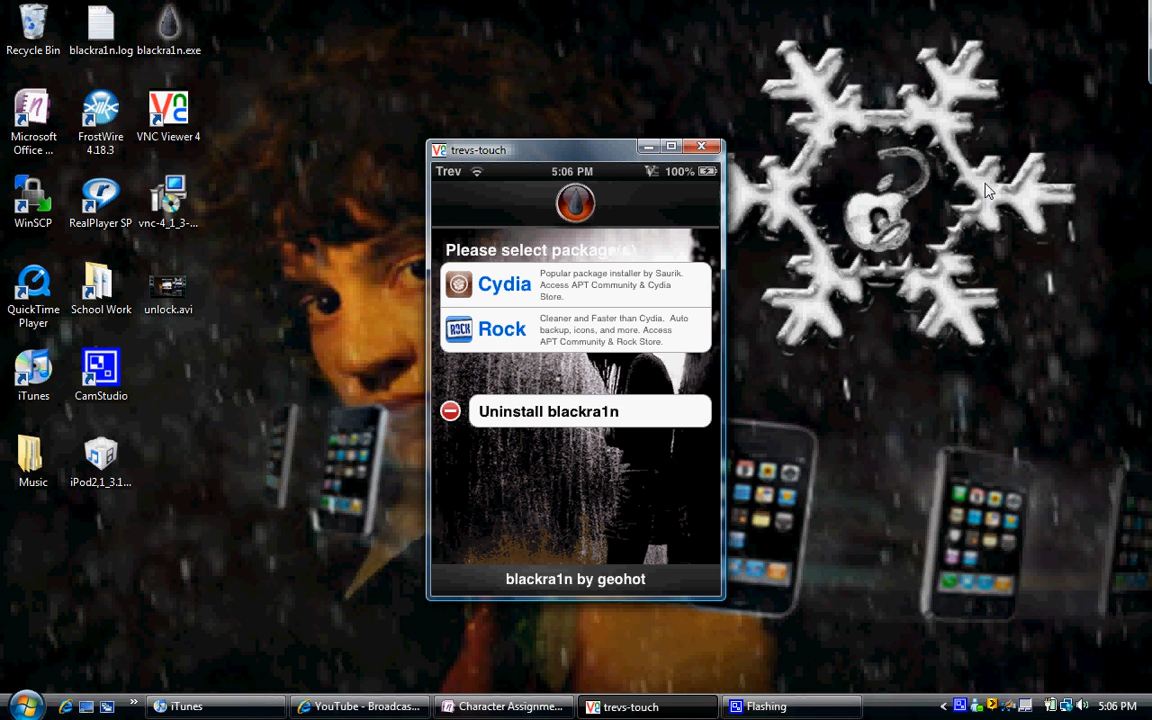 Recycle Bin
blackra1n.log
blackra1n.exe
Microsoft
Office ...
FrostWire
4.18.3
VNC Viewer 4
WinSCP
RealPlayer SP
vnc-4_1_3-...
QuickTime
Player
School Work
unlock.avi
iTunes
CamStudio
Music
iPod2,1_3.1...
trevs-touch
Trev
5:06 PM
100%
Please select package(s)
Cydia
Popular package installer by Saurik.
Access APT Community & Cydia
Store.
Rock
ROCK
Cleaner and Faster than Cydia. Auto
backup, icons, and more. Access
APT Community & Rock Store.
Uninstall blackra1n
blackra1n by geohot
iTunes
YouTube - Broadcas...
Character Assignme...
trevs-touch
Flashing
5:06 PM